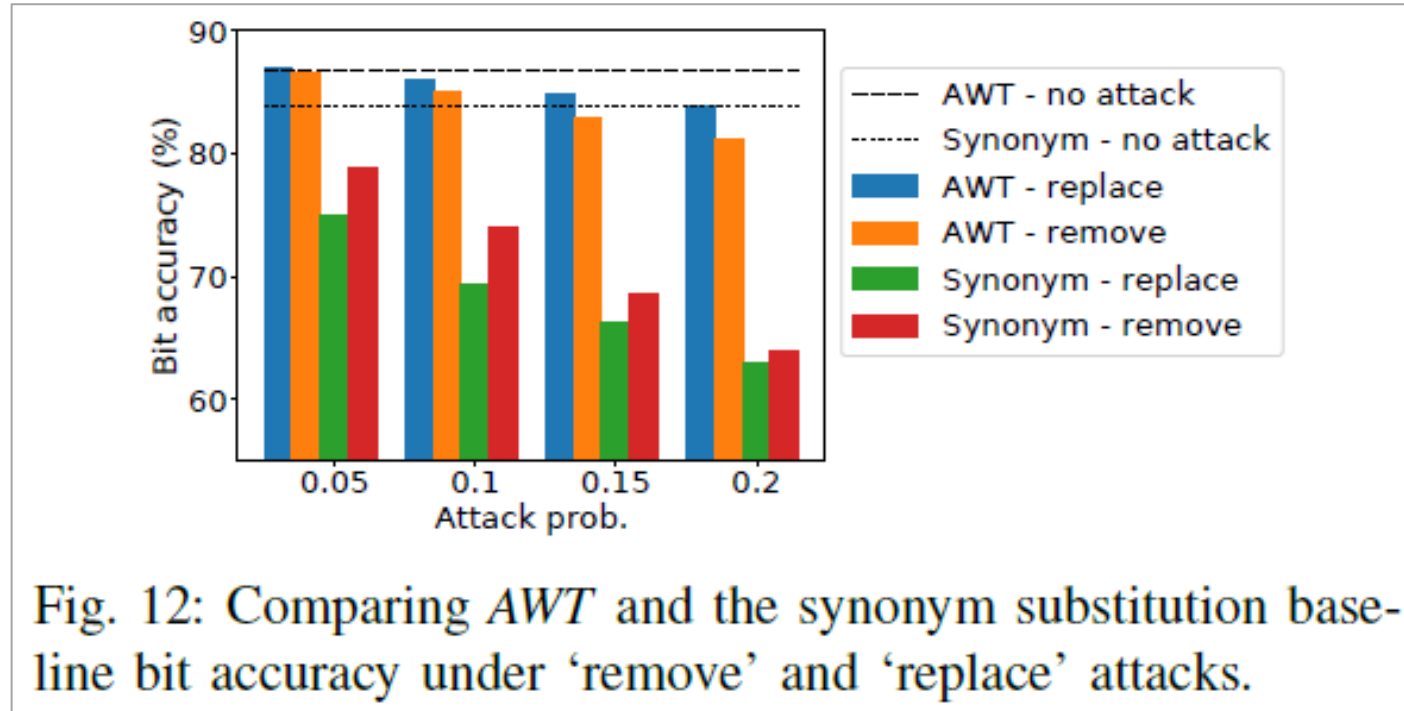 90
80
70
60
Bit accuracy (%)
0.05 0.1 0.15 0.2
Attack prob.
AWT - no attack
Synonym - no attack
AWT - replace
AWT - remove
Synonym - replace
Synonym - remove
Fig. 12: Comparing AWT and the synonym substitution base-
line bit accuracy under ‘remove’ and ‘replace’ attacks.